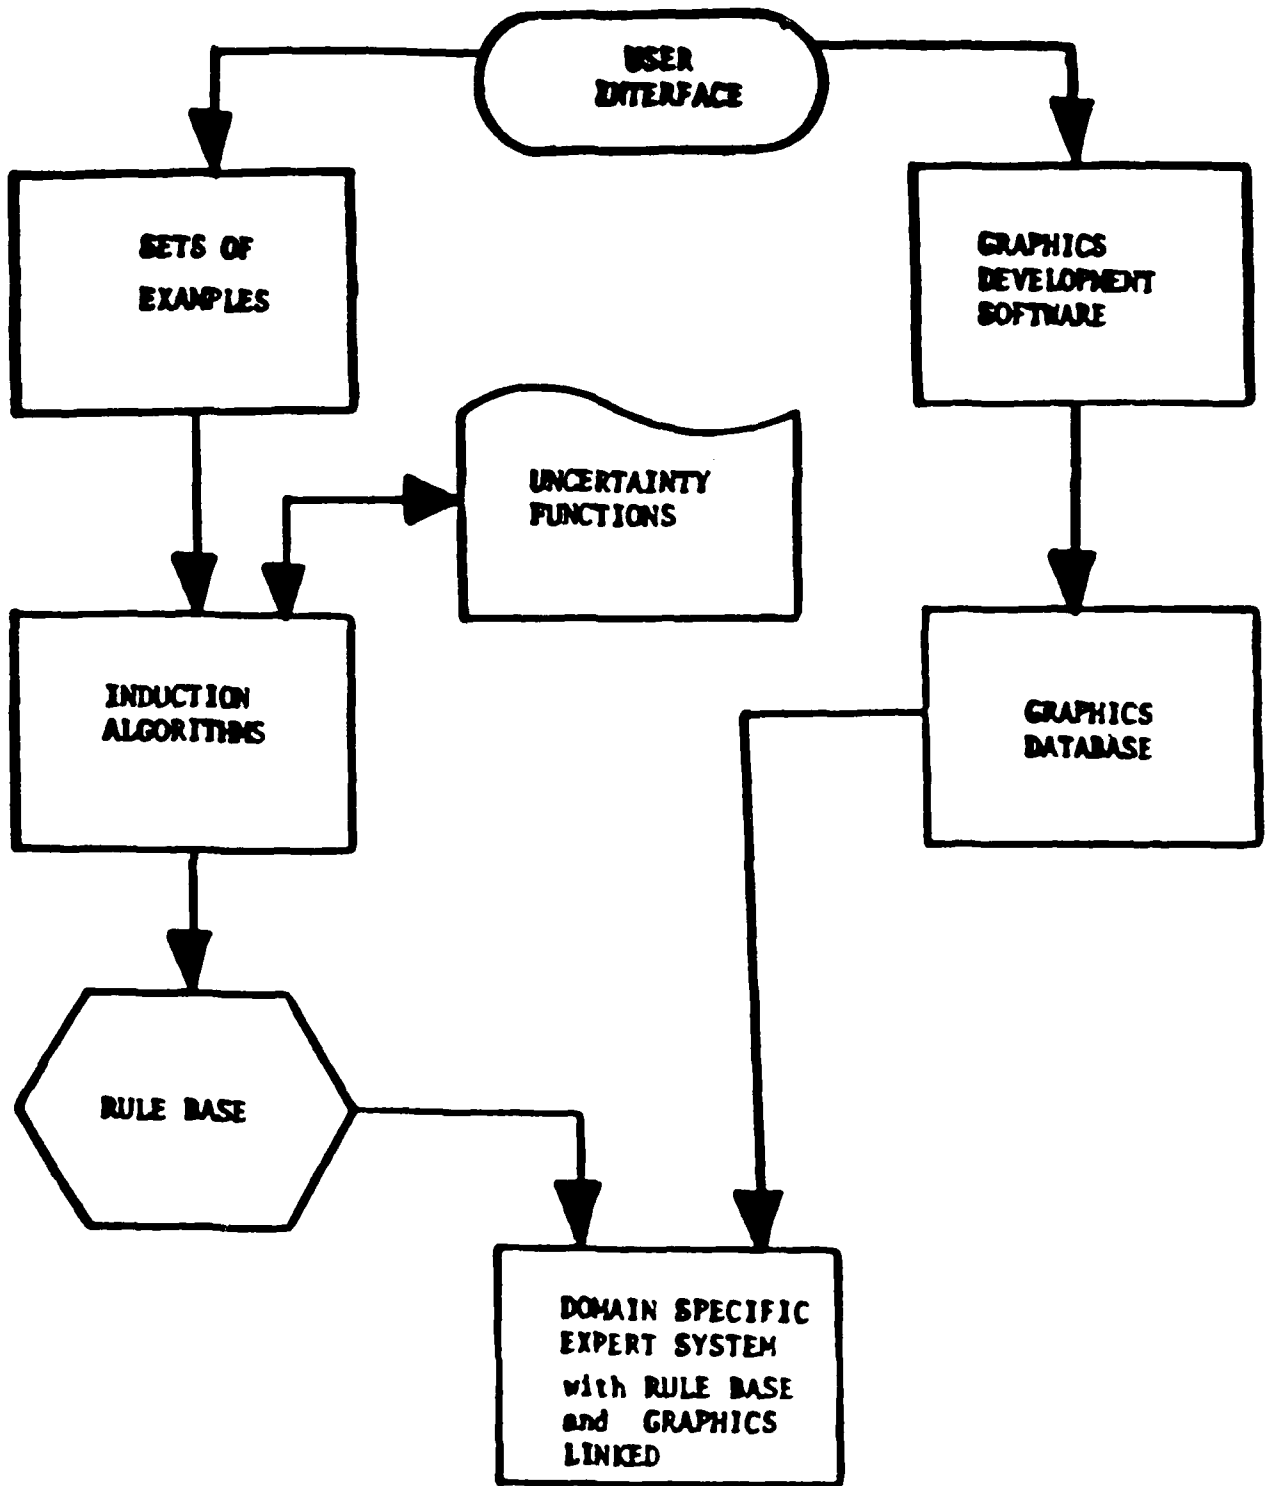 USER
INTERFACE
SETS OF
EXAMPLES
GRAPHICS
DEVELOPMENT
SOFTWARE
UNCERTAINTY
FUNCTIONS
INDUCTION
ALGORITHMS
GRAPHICS
DATABASE
RULE BASE
DOMAIN SPECIFIC
EXPERT SYSTEM
with RULE BASE
and GRAPHICS
LINKED